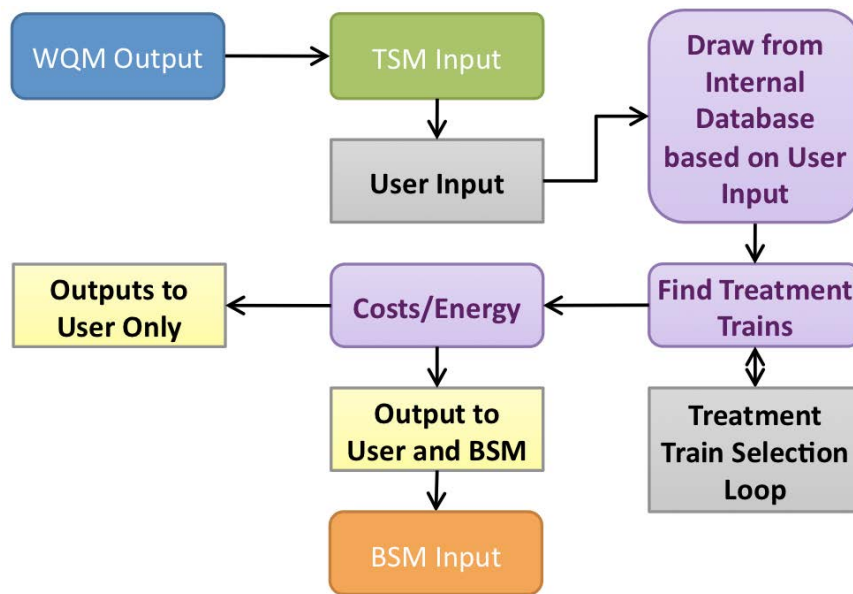 WQM Output
TSM Input
Draw from
Internal
Database
based on User
Input
User Input
Outputs to
User Only
Costs/Energy
Find Treatment
Trains
Output to
User and BSM
Treatment
Train Selection
Loop
BSM Input